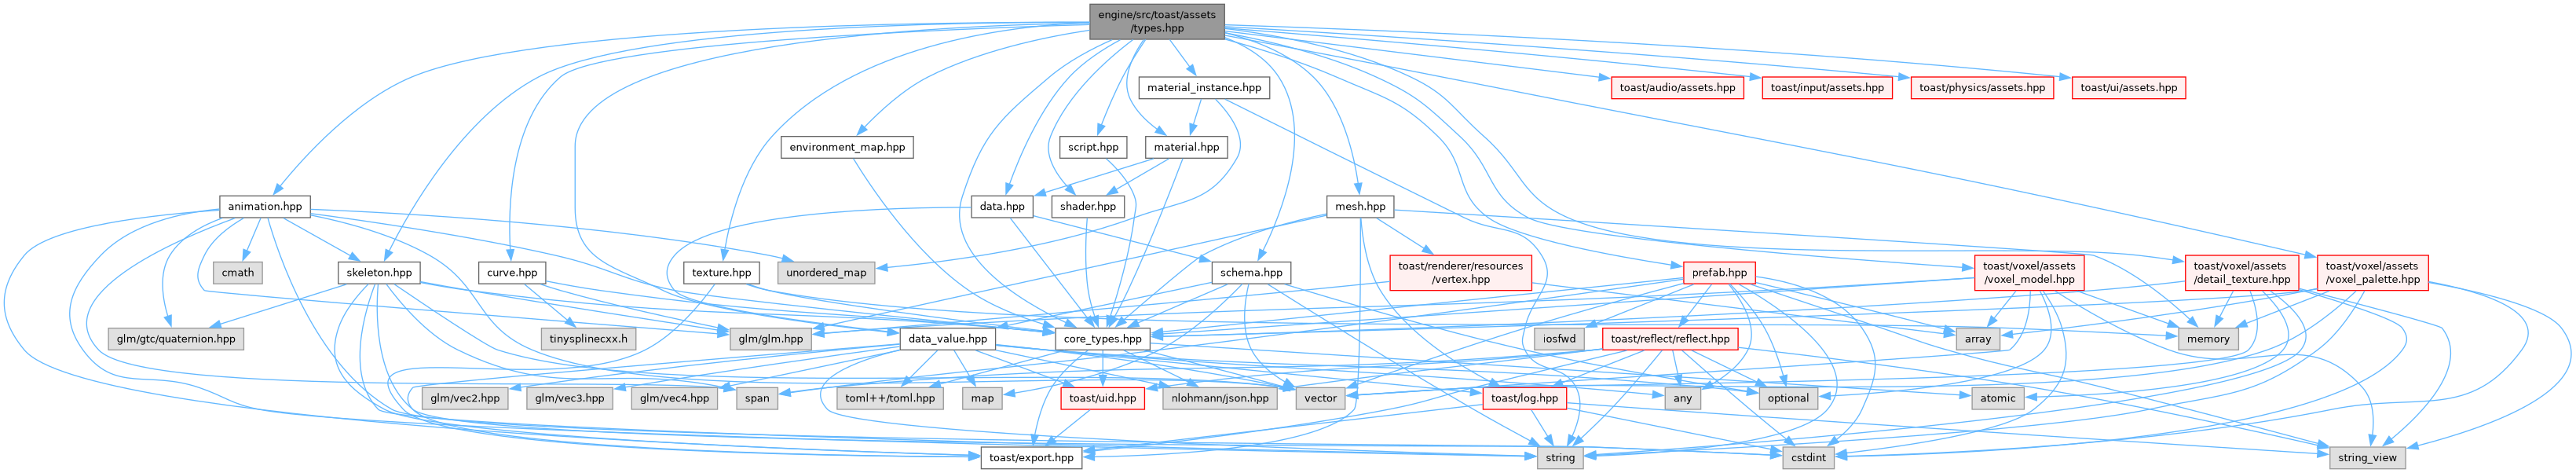 engine/src/toast/assets
/types.hpp
material_instance.hpp
toast/audio/assets.hpp
toast/input/assets.hpp
toast/physics/assets.hpp
toast/ui/assets.hpp
environment_map.hpp
script.hpp
material.hpp
animation.hpp
data.hpp
shader.hpp
mesh.hpp
cmath
skeleton.hpp
curve.hpp
texture.hpp
unordered_map
schema.hpp
toast/renderer/resources
/vertex.hpp
prefab.hpp
toast/voxel/assets
/voxel_model.hpp
toast/voxel/assets
/detail_texture.hpp
toast/voxel/assets
/voxel_palette.hpp
glm/gtc/quaternion.hpp
tinysplinecxx.h
glm/glm.hpp
data_value.hpp
core_types.hpp
iosfwd
toast/reflect/reflect.hpp
array
memory
glm/vec2.hpp
glm/vec3.hpp
glm/vec4.hpp
span
toml++/toml.hpp
map
toast/uid.hpp
nlohmann/json.hpp
vector
toast/log.hpp
any
optional
atomic
toast/export.hpp
string
cstdint
string_view